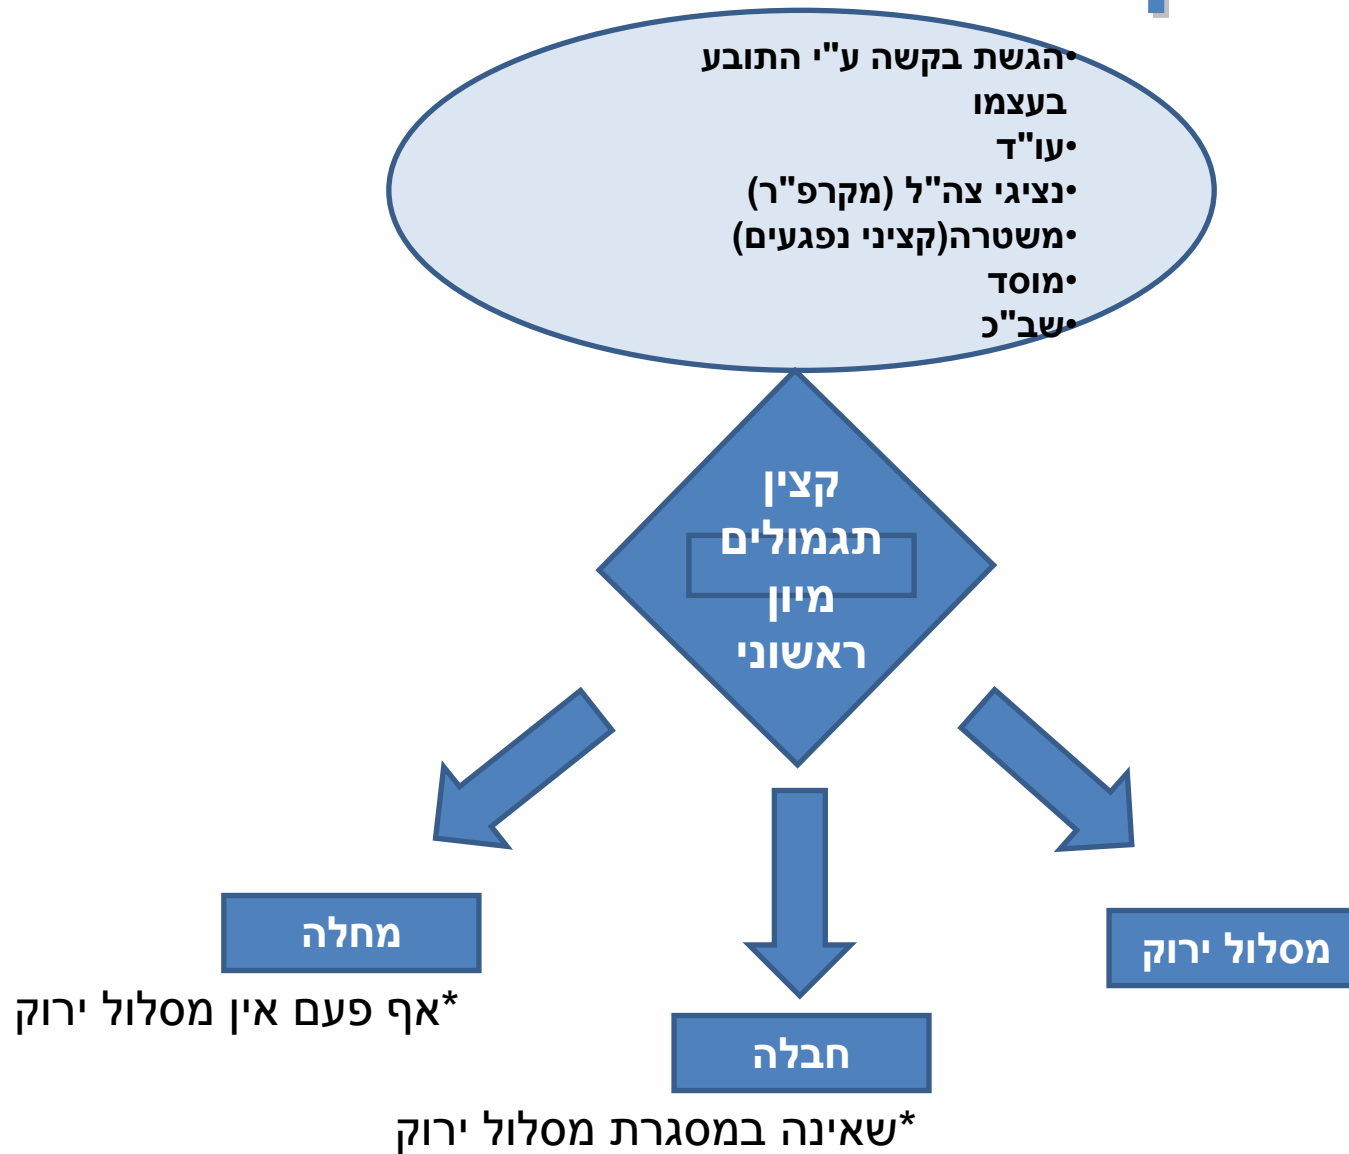 •הגשת בקשה ע"י התובע
בעצמו
•עו"ד
•נציגי צה"ל (מקרפ"ר)
•משטרה(קציני נפגעים)
•מוסד
•שב"כ
קצין
תגמולים
מיון
ראשוני
מסלול ירוק
מחלה
*אף פעם אין מסלול ירוק
חבלה
*שאינה במסגרת מסלול ירוק